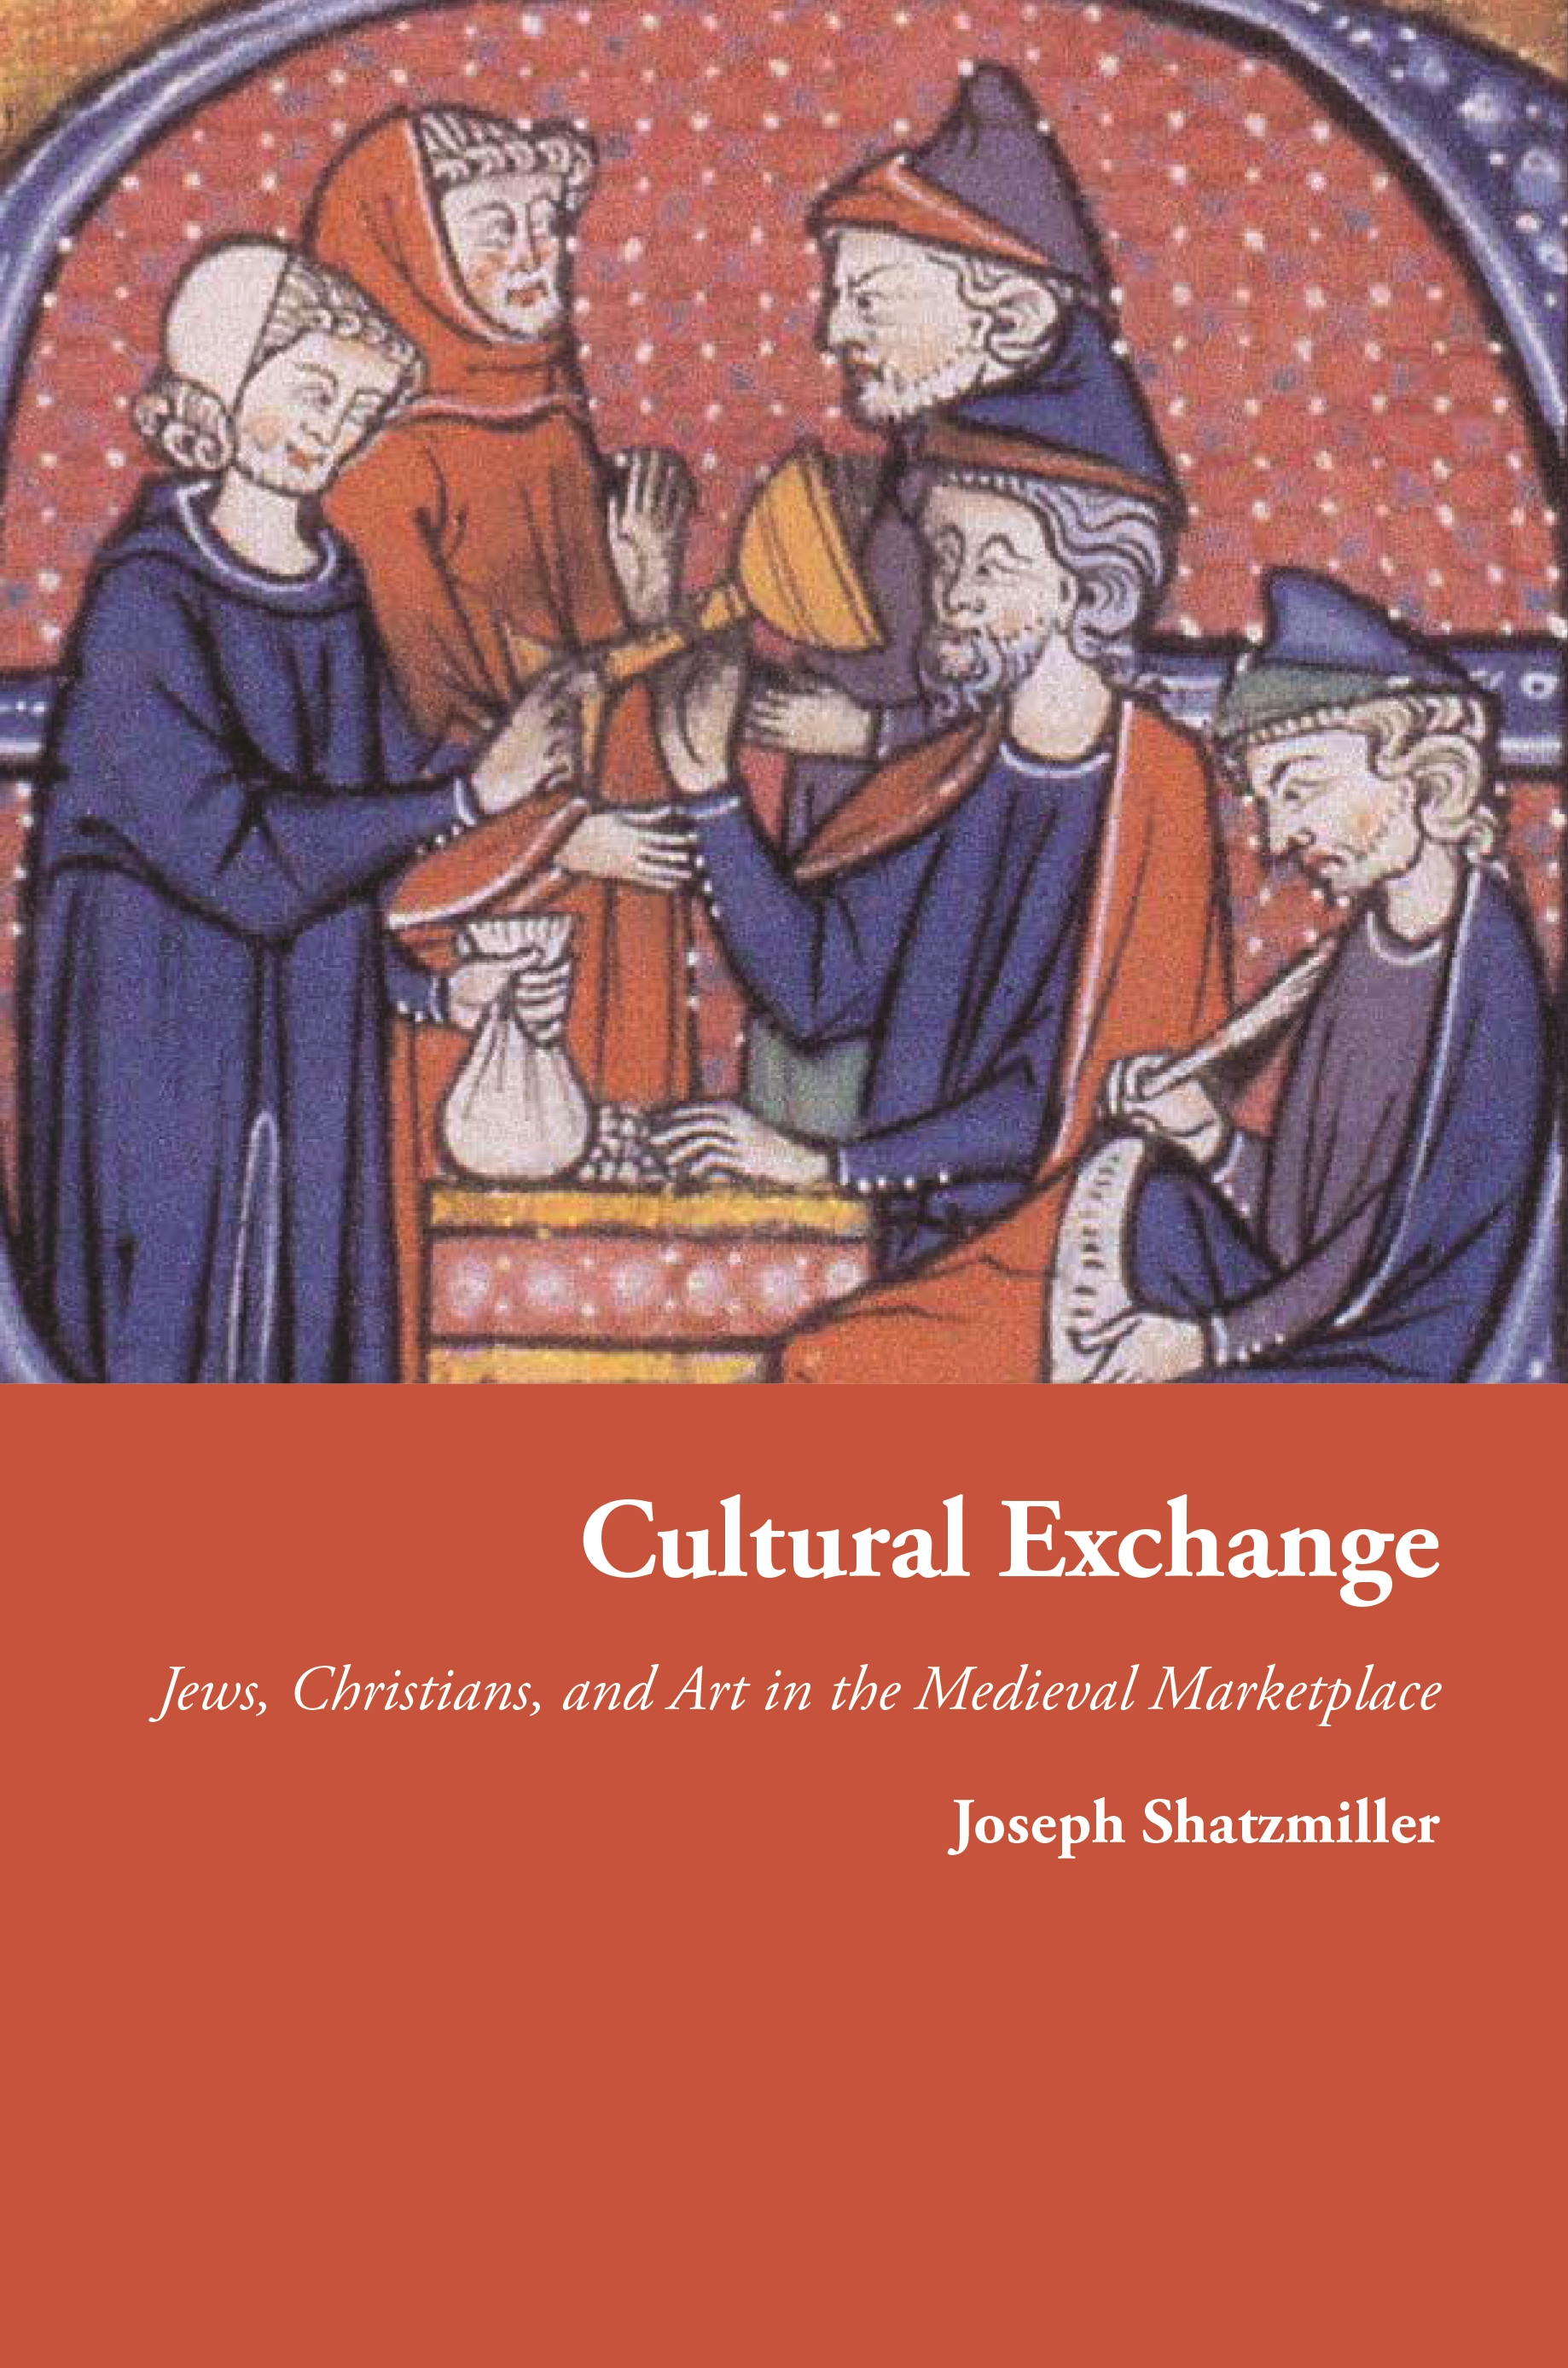 Cultural Exchange
Jews, Christians, and Art in the Medieval Marketplace
Joseph Shatzmiller